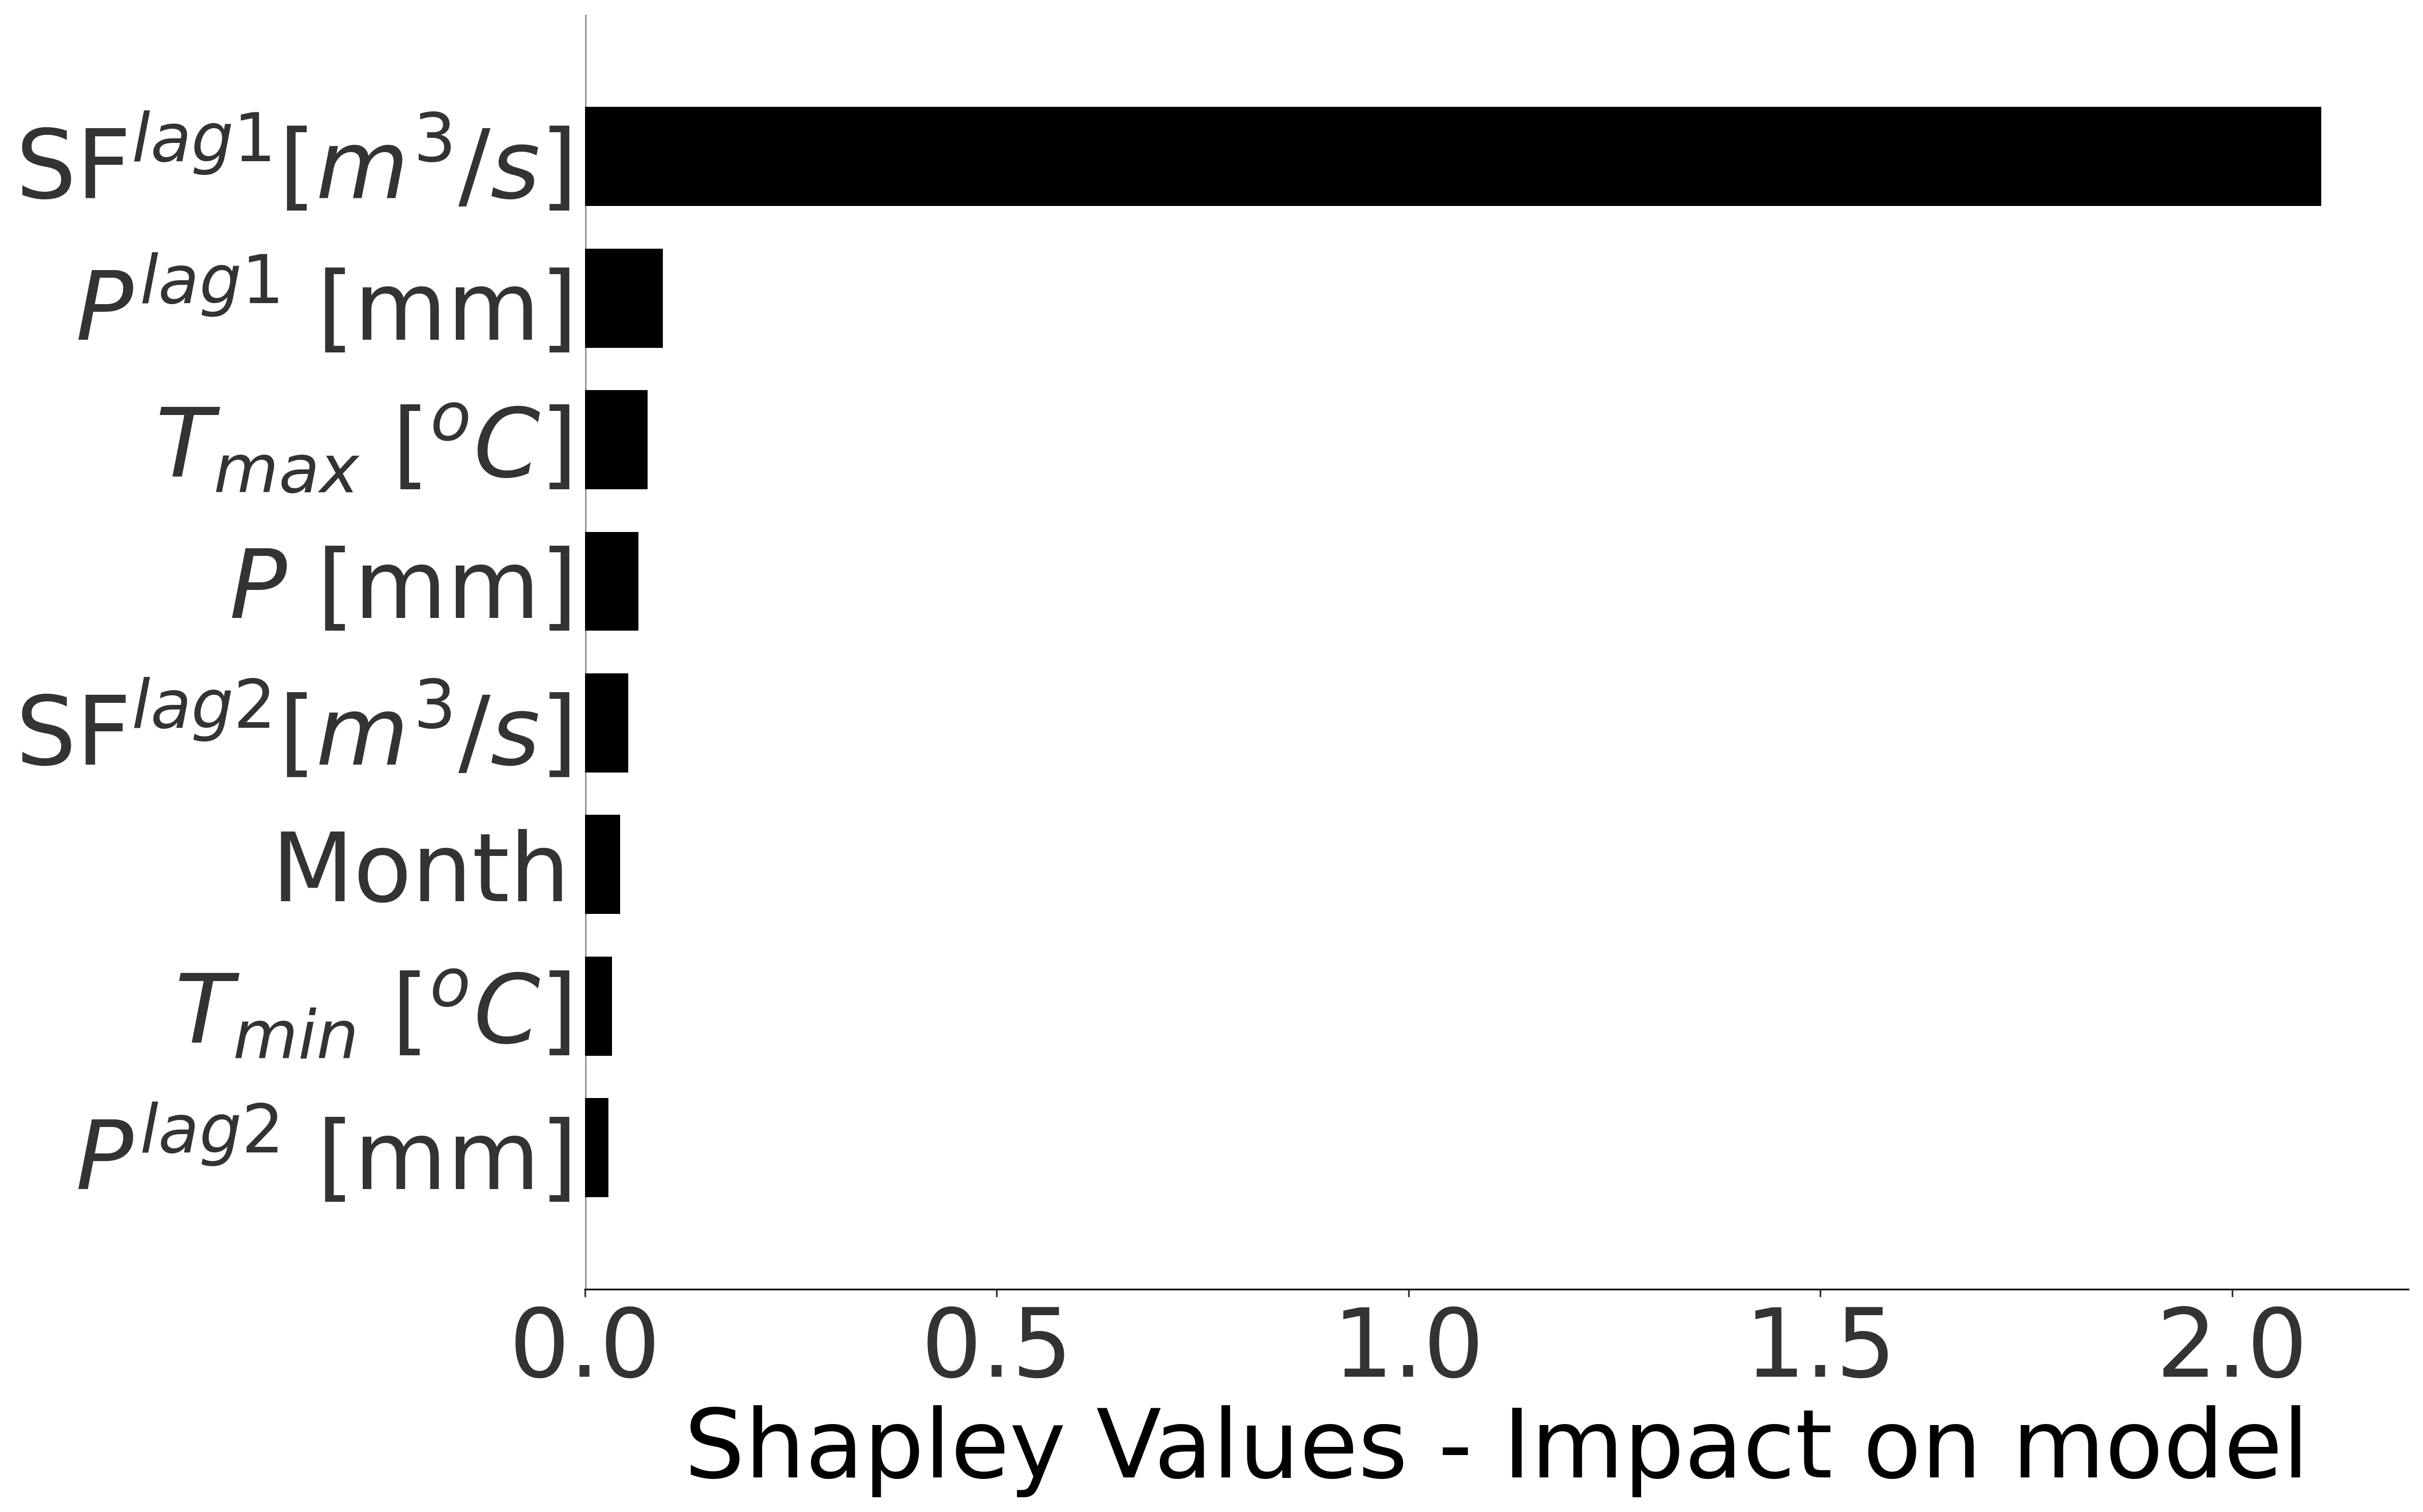 SF^lag1[m^3/s]
P^lag1 [mm]
T_max [^oC]
P [mm]
SF^lag2[m^3/s]
Month
T_min [^oC]
P^lag2 [mm]
0.0 0.5 1.0 1.5 2.0
Shapley Values - Impact on model